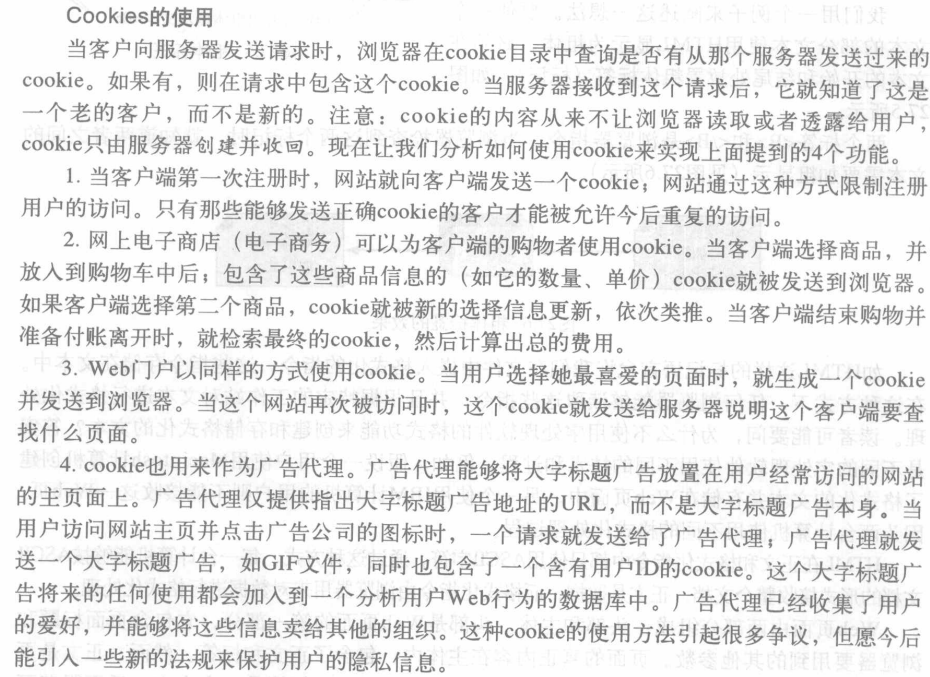 Cookies的使用
当客户向服务器发送请求时，浏览器在cookie目录中查询是否有从那个服务器发送过来的
cookie。如果有，则在请求中包含这个cookie。当服务器接收到这个请求后，它就知道了这是
一个老的客户，而不是新的。注意：cookie的内容从来不让浏览器读取或者透露给用户，
cookie只由服务器创建并收回。现在让我们分析如何使用cookie来实现上面提到的4个功能。
1. 当客户端第一次注册时，网站就向客户端发送一个cookie；网站通过这种方式限制注册
用户的访问。只有那些能够发送正确cookie的客户才能被允许今后重复的访问。
2. 网上电子商店（电子商务）可以为客户端的购物者使用cookie。当客户端选择商品，并
放入到购物车中后；包含了这些商品信息的（如它的数量、单价）cookie就被发送到浏览器。
如果客户端选择第二个商品，cookie就被新的选择信息更新，依次类推。当客户端结束购物并
准备付账离开时，就检索最终的cookie，然后计算出总的费用。
3. Web门户以同样的方式使用cookie。当用户选择她最喜爱的页面时，就生成一个cookie
并发送到浏览器。当这个网站再次被访问时，这个cookie就发送给服务器说明这个客户端要查
找什么页面。
4. cookie也用来作为广告代理。广告代理能够将大字标题广告放置在用户经常访问的网站
的主页面上。广告代理仅提供指出大字标题广告地址的URL，而不是大字标题广告本身。当
用户访问网站主页并点击广告公司的图标时，一个请求就发送给了广告代理，广告代理就发
送一个大字标题广告，如GIF文件，同时也包含了一个含有用户ID的cookie。这个大字标题广
告将来的任何使用都会加入到一个分析用户Web行为的数据库中。广告代理已经收集了用户
的爱好，并能够将这些信息卖给其他的组织。这种cookie的使用方法引起很多争议，但愿今后
能引入一些新的法规来保护用户的隐私信息。